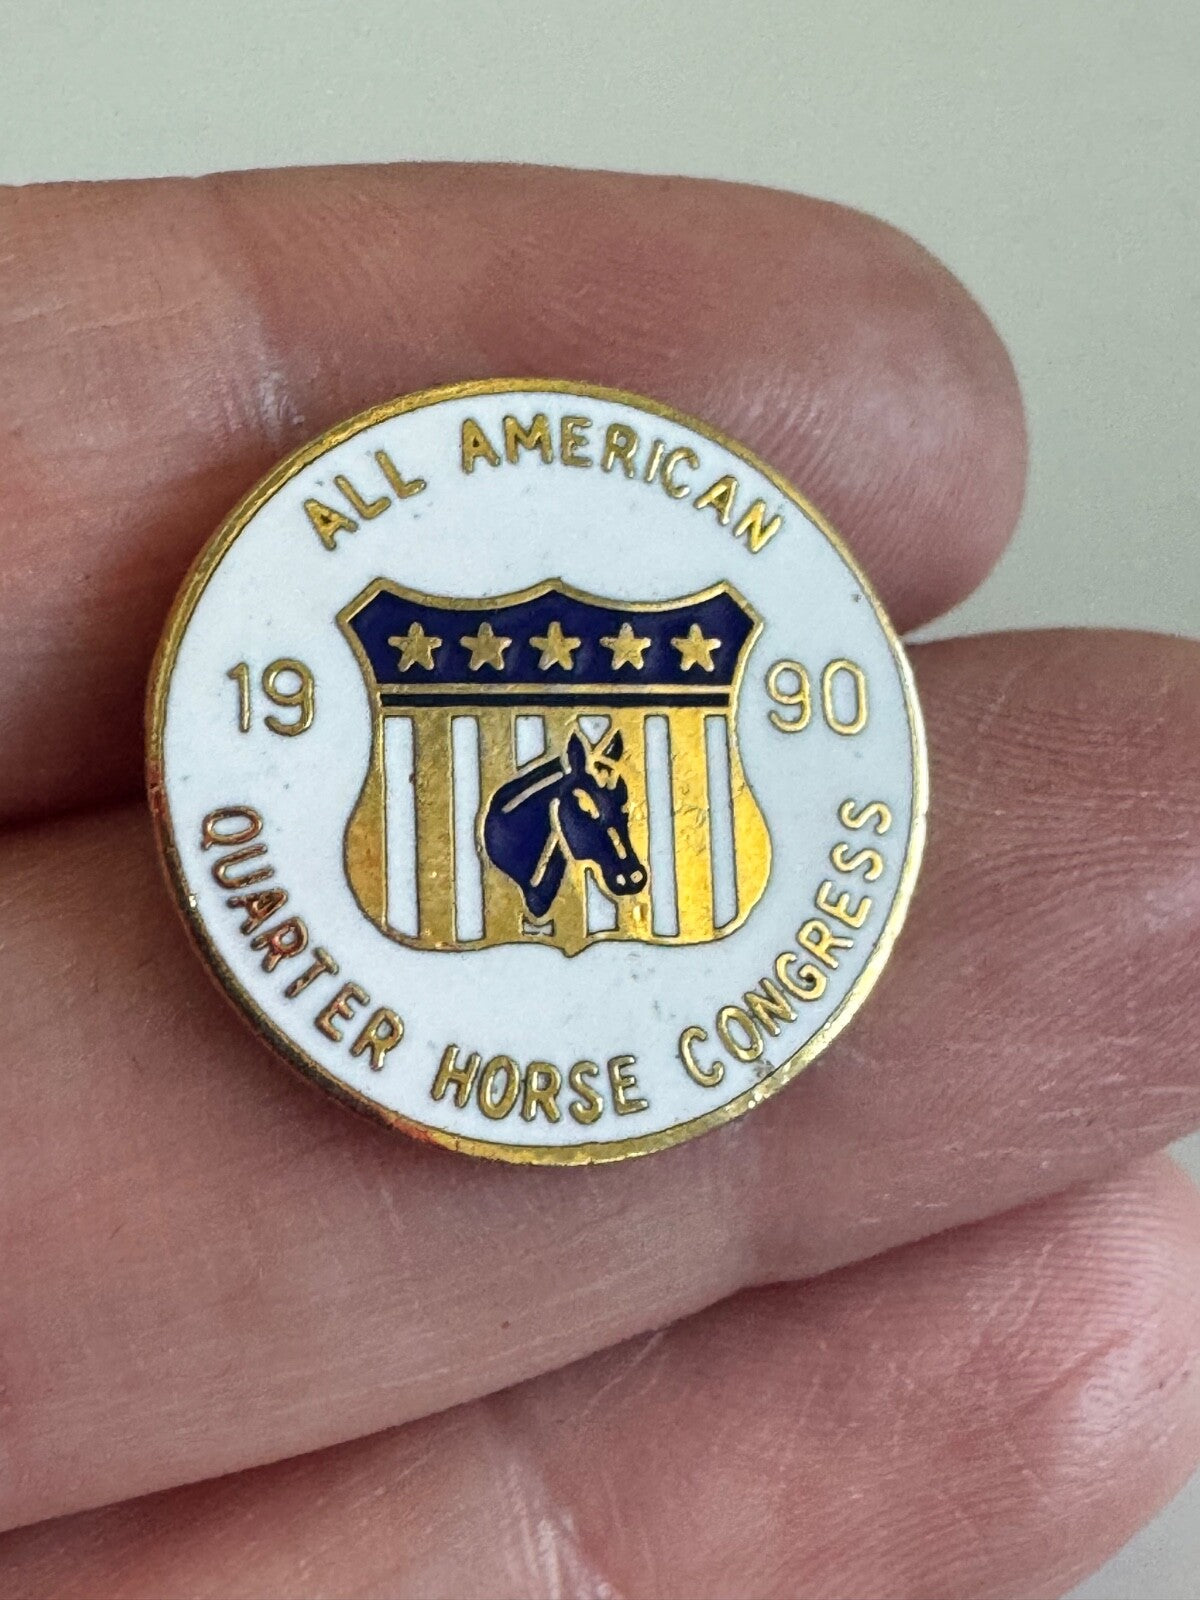 ALL AMERICAN
19 90
QUARTER HORSE CONGRESS